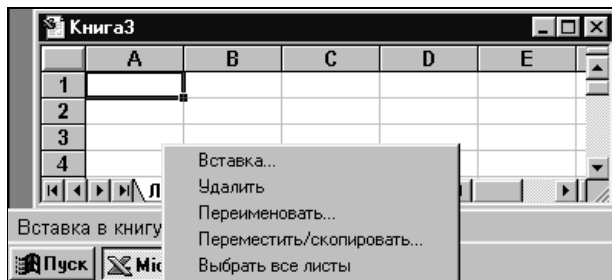 Книга3
A B C D E
1
2
3
4
Вставка...
Удалить
Переименовать...
Вставка в книгу
Переместить/скопировать...
Пуск
Выбрать все листы